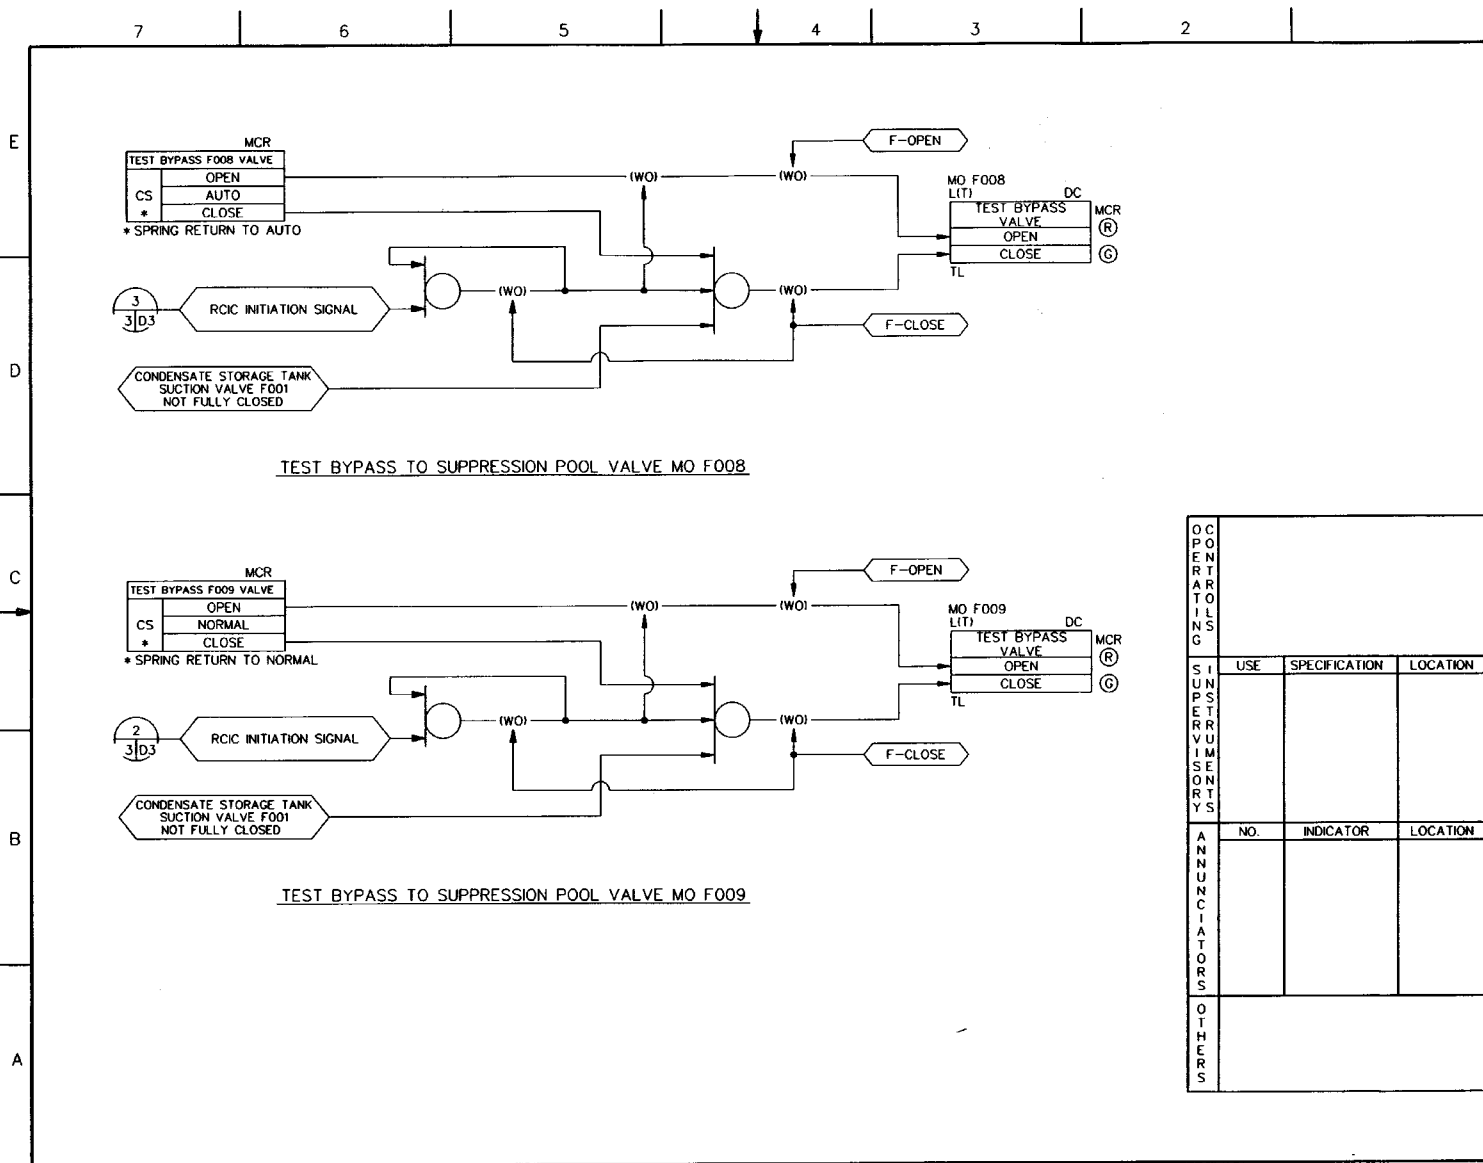 7 6 5 4 3 2
E
D
C
B
A
MCR
TEST BYPASS F008 VALVE
OPEN
CS AUTO
* CLOSE
* SPRING RETURN TO AUTO
(WO) (WO)
F-OPEN
MO F008
L(T) DC
TEST BYPASS
VALVE
OPEN
CLOSE
MCR
R
G
TL
3
3 D3
RCIC INITIATION SIGNAL
(WO) (WO)
F-CLOSE
CONDENSATE STORAGE TANK
SUCTION VALVE F001
NOT FULLY CLOSED
TEST BYPASS TO SUPPRESSION POOL VALVE MO F008
MCR
TEST BYPASS F009 VALVE
OPEN
CS NORMAL
* CLOSE
* SPRING RETURN TO NORMAL
(WO) (WO)
F-OPEN
MO F009
L(T) DC
TEST BYPASS
VALVE
OPEN
CLOSE
MCR
R
G
TL
2
3 D3
RCIC INITIATION SIGNAL
(WO) (WO)
F-CLOSE
CONDENSATE STORAGE TANK
SUCTION VALVE F001
NOT FULLY CLOSED
TEST BYPASS TO SUPPRESSION POOL VALVE MO F009
OPERATING
CONTROLS
SUPERVISORY
INSTRUMENTS
USE SPECIFICATION LOCATION
ANNUNCIATORS
NO. INDICATOR LOCATION
OTHERS